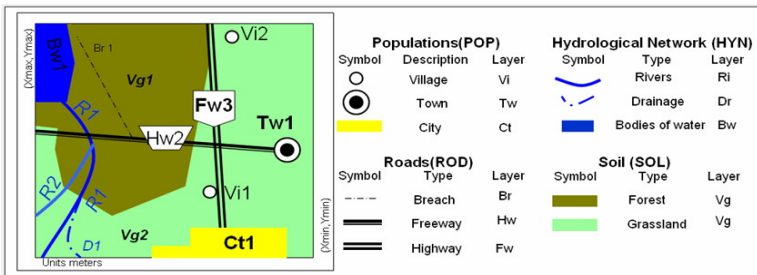 (Xmax,Ymax)
Bw1
Br 1
Vg1
Vi2
Fw3
R1
Hw2
Tw1
R2
R1
Vi1
(Xmin,Ymin)
Vg2
Ct1
D1
Units meters
Populations(POP)
Symbol Description Layer
Village Vi
Town Tw
City Ct
Hydrological Network (HYN)
Symbol Type Layer
Rivers Ri
Drainage Dr
Bodies of water Bw
Roads(ROD)
Symbol Type Layer
Breach Br
Freeway Hw
Highway Fw
Soil (SOL)
Symbol Type Layer
Forest Vg
Grassland Vg